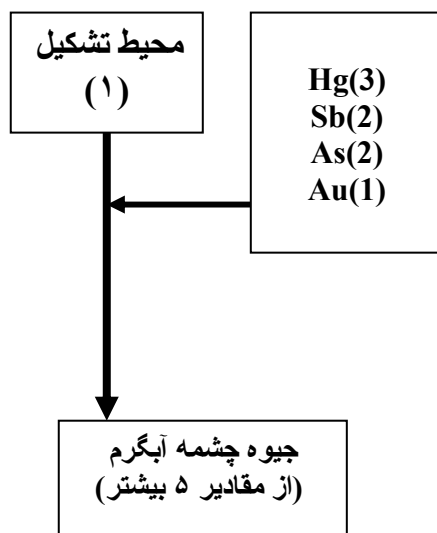 محیط تشکیل
(۱)
Hg(3)
Sb(2)
As(2)
Au(1)
جیوه چشمه آبگرم
(از مقادیر ۵ بیشتر)